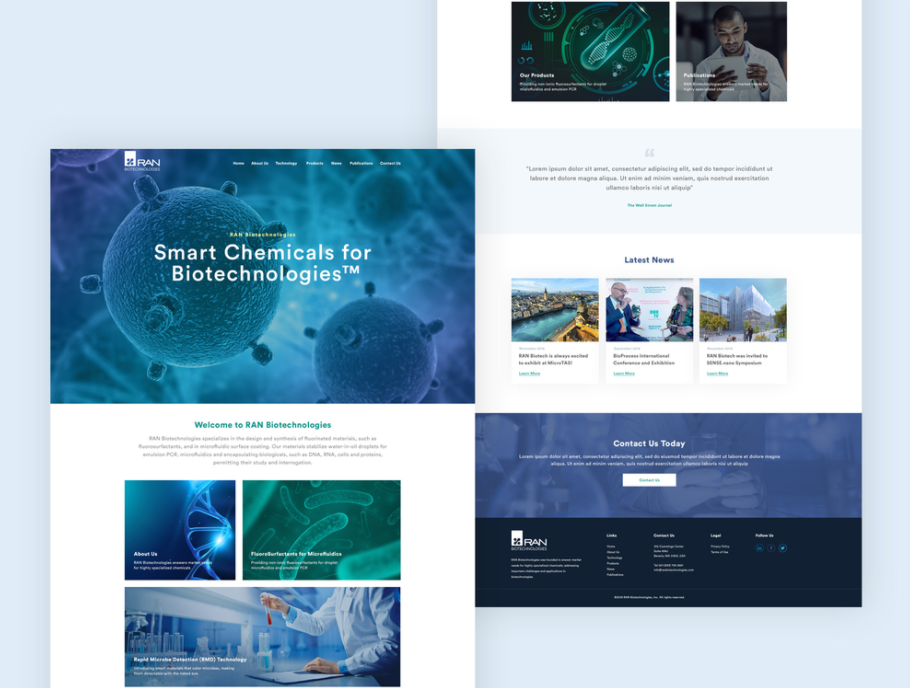 RAN
BIOTECHNOLOGIES
Home About Us Technology Products News Publications Contact Us
RAN Biotechnologies
Smart Chemicals for
Biotechnologies™
Welcome to RAN Biotechnologies
RAN Biotechnologies specializes in the design and synthesis of fluorinated materials, such as
fluorosurfactants, and in microfluidic surface coating. Our materials stabilize water-in-oil droplets for
emulsion PCR, microfluidics and encapsulating biologicals, such as DNA, RNA, cells and proteins,
permitting their study and interrogation.
About Us
RAN Biotechnologies answers market needs
for highly specialized chemicals
FluoroSurfactants for Microfluidics
Providing non-ionic fluorosurfactants for droplet
microfluidics and emulsion PCR
Rapid Microbe Detection (RMD) Technology
Introducing smart materials that color microbes, making
them detectable with the naked eye.
Our Products
Providing non-ionic fluorosurfactants for droplet
microfluidics and emulsion PCR
Publications
RAN Biotechnologies answers market needs for
highly specialized chemicals
“
“Lorem ipsum dolor sit amet, consectetur adipiscing elit, sed do tempor incididunt ut
labore et dolore magna aliqua. Ut enim ad minim veniam, quis nostrud exercitation
ullamco laboris nisi ut aliquip”
The Wall Street Journal
Latest News
RAN Biotech is always excited
to exhibit at MicroTAS!
Learn More
BioProcess International
Conference and Exhibition
Learn More
RAN Biotech was invited to
SENSE.nano Symposium
Learn More
Contact Us Today
Lorem ipsum dolor sit amet, consectetur adipiscing elit, sed do eiusmod tempor incididunt ut labore et dolore magna
aliqua. Ut enim ad minim veniam, quis nostrud exercitation ullamco laboris nisi ut aliquip
Contact Us
RAN
BIOTECHNOLOGIES
RAN Biotechnologies was founded to answer market
needs for highly specialized chemicals addressing
important challenges and applications in
biotechnologies
Links
Home
About Us
Technology
Products
News
Publications
Contact Us
100 Cummings Center
Beverly MA
info@ranbiotechnologies.com
Legal
Privacy Policy
Terms of Use
Follow Us
RAN Biotechnologies, Inc. All rights reserved